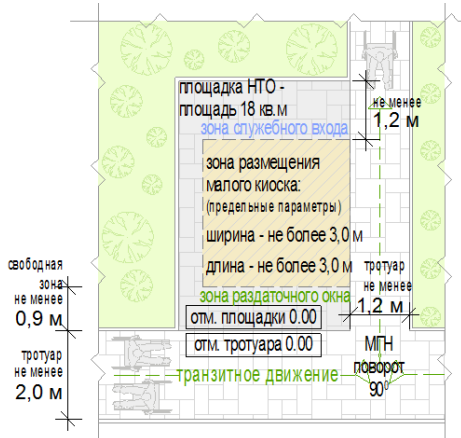 площадка НТО -
площадь 18 кв.м
зона служебного входа
не менее
1,2 м
зона размещения
малого киоска:
(предельные параметры)
ширина - не более 3,0 м
длина - не более 3,0 м
зона раздаточного окна
отм. площадки 0.00
отм. тротуара 0.00
транзитное движение
свободная
зона
не менее
0,9 м
тротуар
не менее
2,0 м
тротуар
не менее
1,2 м
МГН
поворот
90⁰